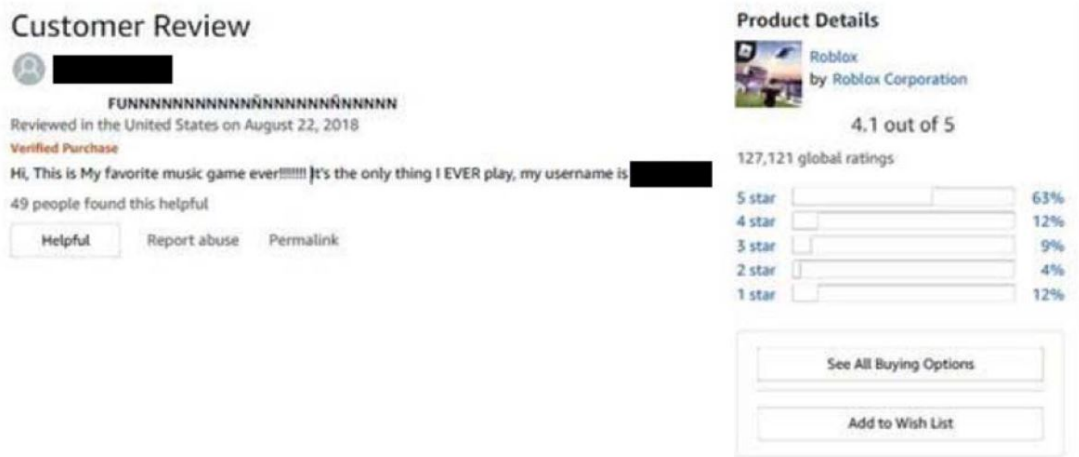 Customer Review
FUNNNNNNNNNNNÑNNNNNNNÑNNNNN
Reviewed in the United States on August 22, 2018
Verified Purchase
Hi, This is My favorite music game ever!!!!!!!! It's the only thing I EVER play, my username is
49 people found this helpful
Helpful Report abuse Permalink
Product Details
Roblox
by Roblox Corporation
4.1 out of 5
127,121 global ratings
5 star 63%
4 star 12%
3 star 9%
2 star 4%
1 star 12%
See All Buying Options
Add to Wish List